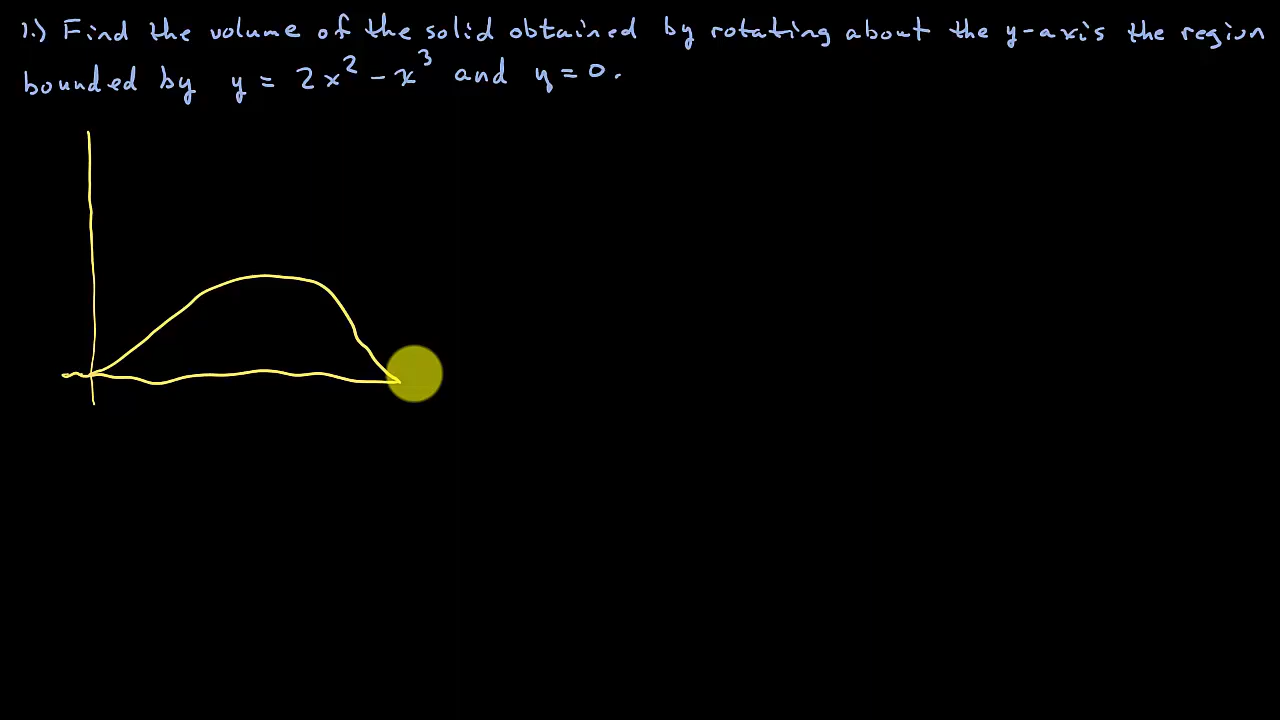 1.) Find the volume of the solid obtained by rotating about the y-axis the region
bounded by y = 2x² - x³ and y = 0.